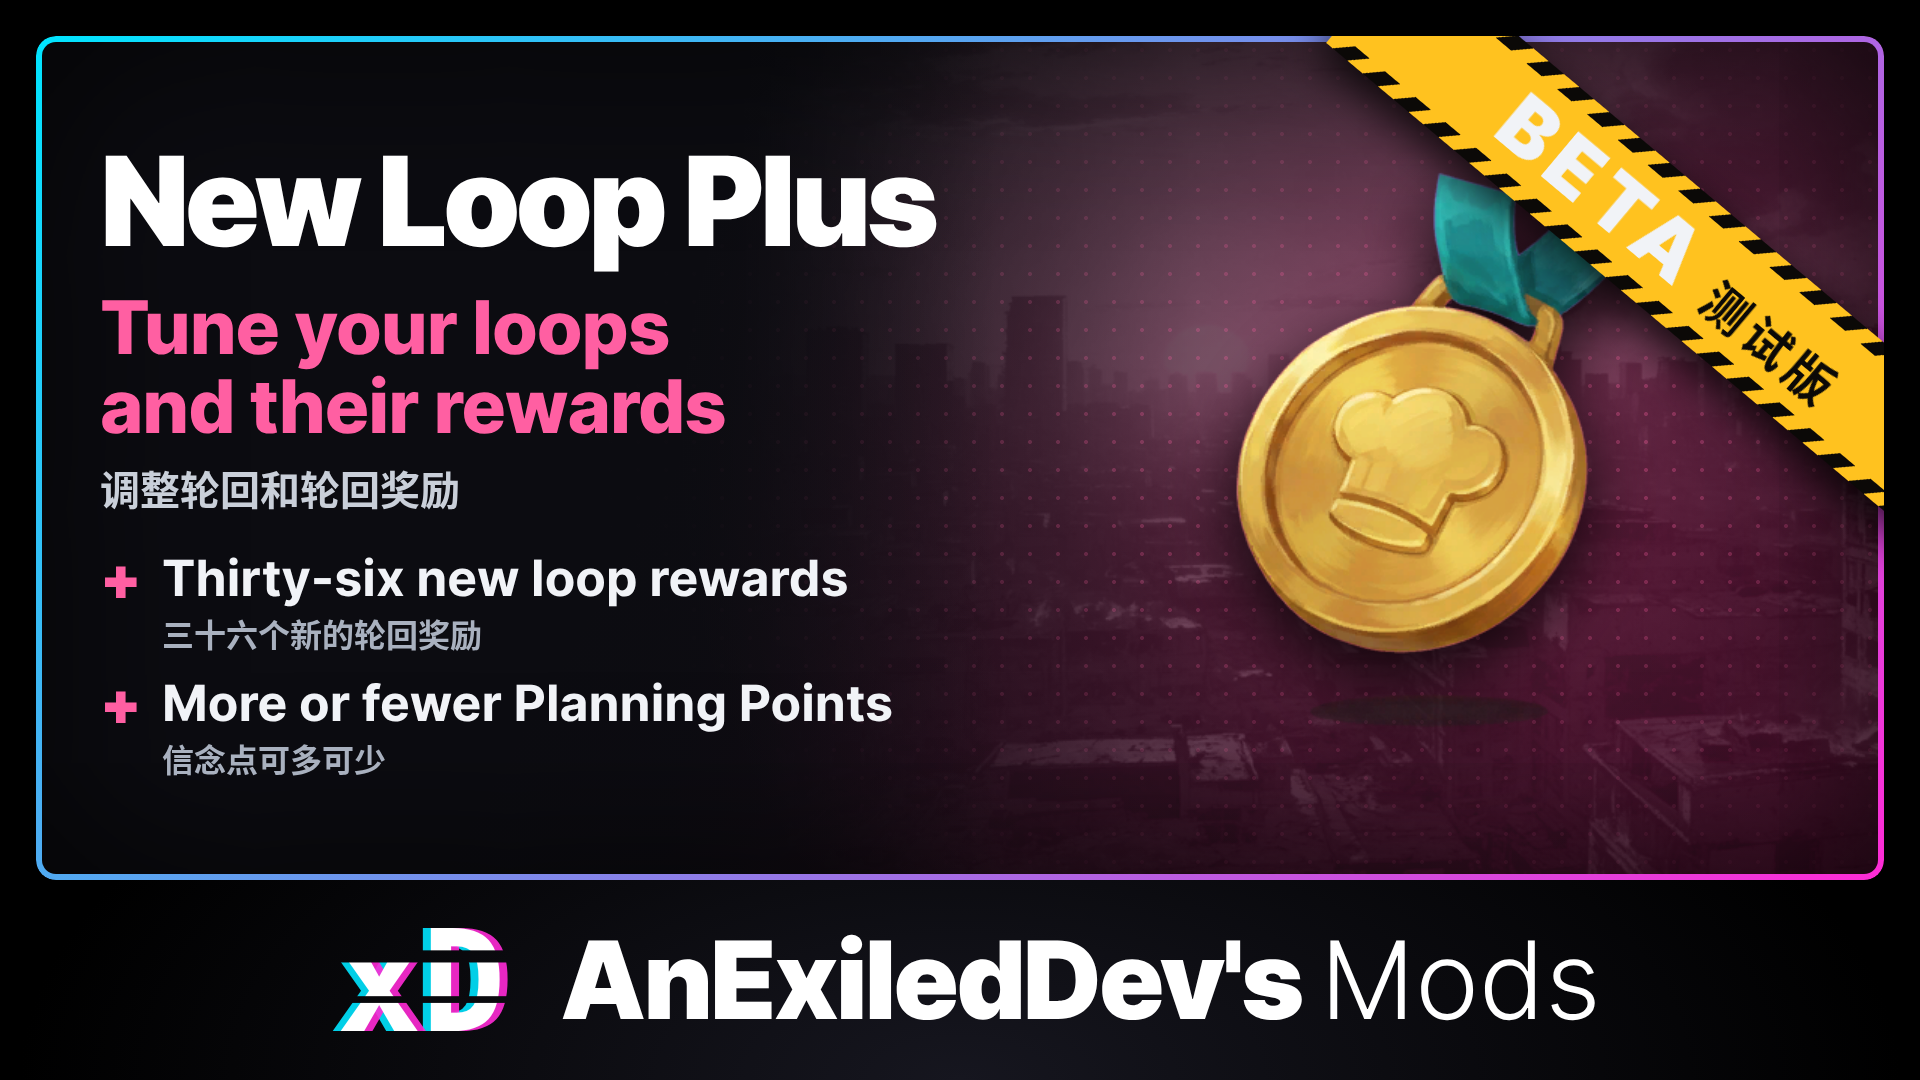 New Loop Plus
Tune your loops
and their rewards
调整轮回和轮回奖励
+ Thirty-six new loop rewards
三十六个新的轮回奖励
+ More or fewer Planning Points
信念点可多可少
BETA 测试版
xD AnExiledDev's Mods